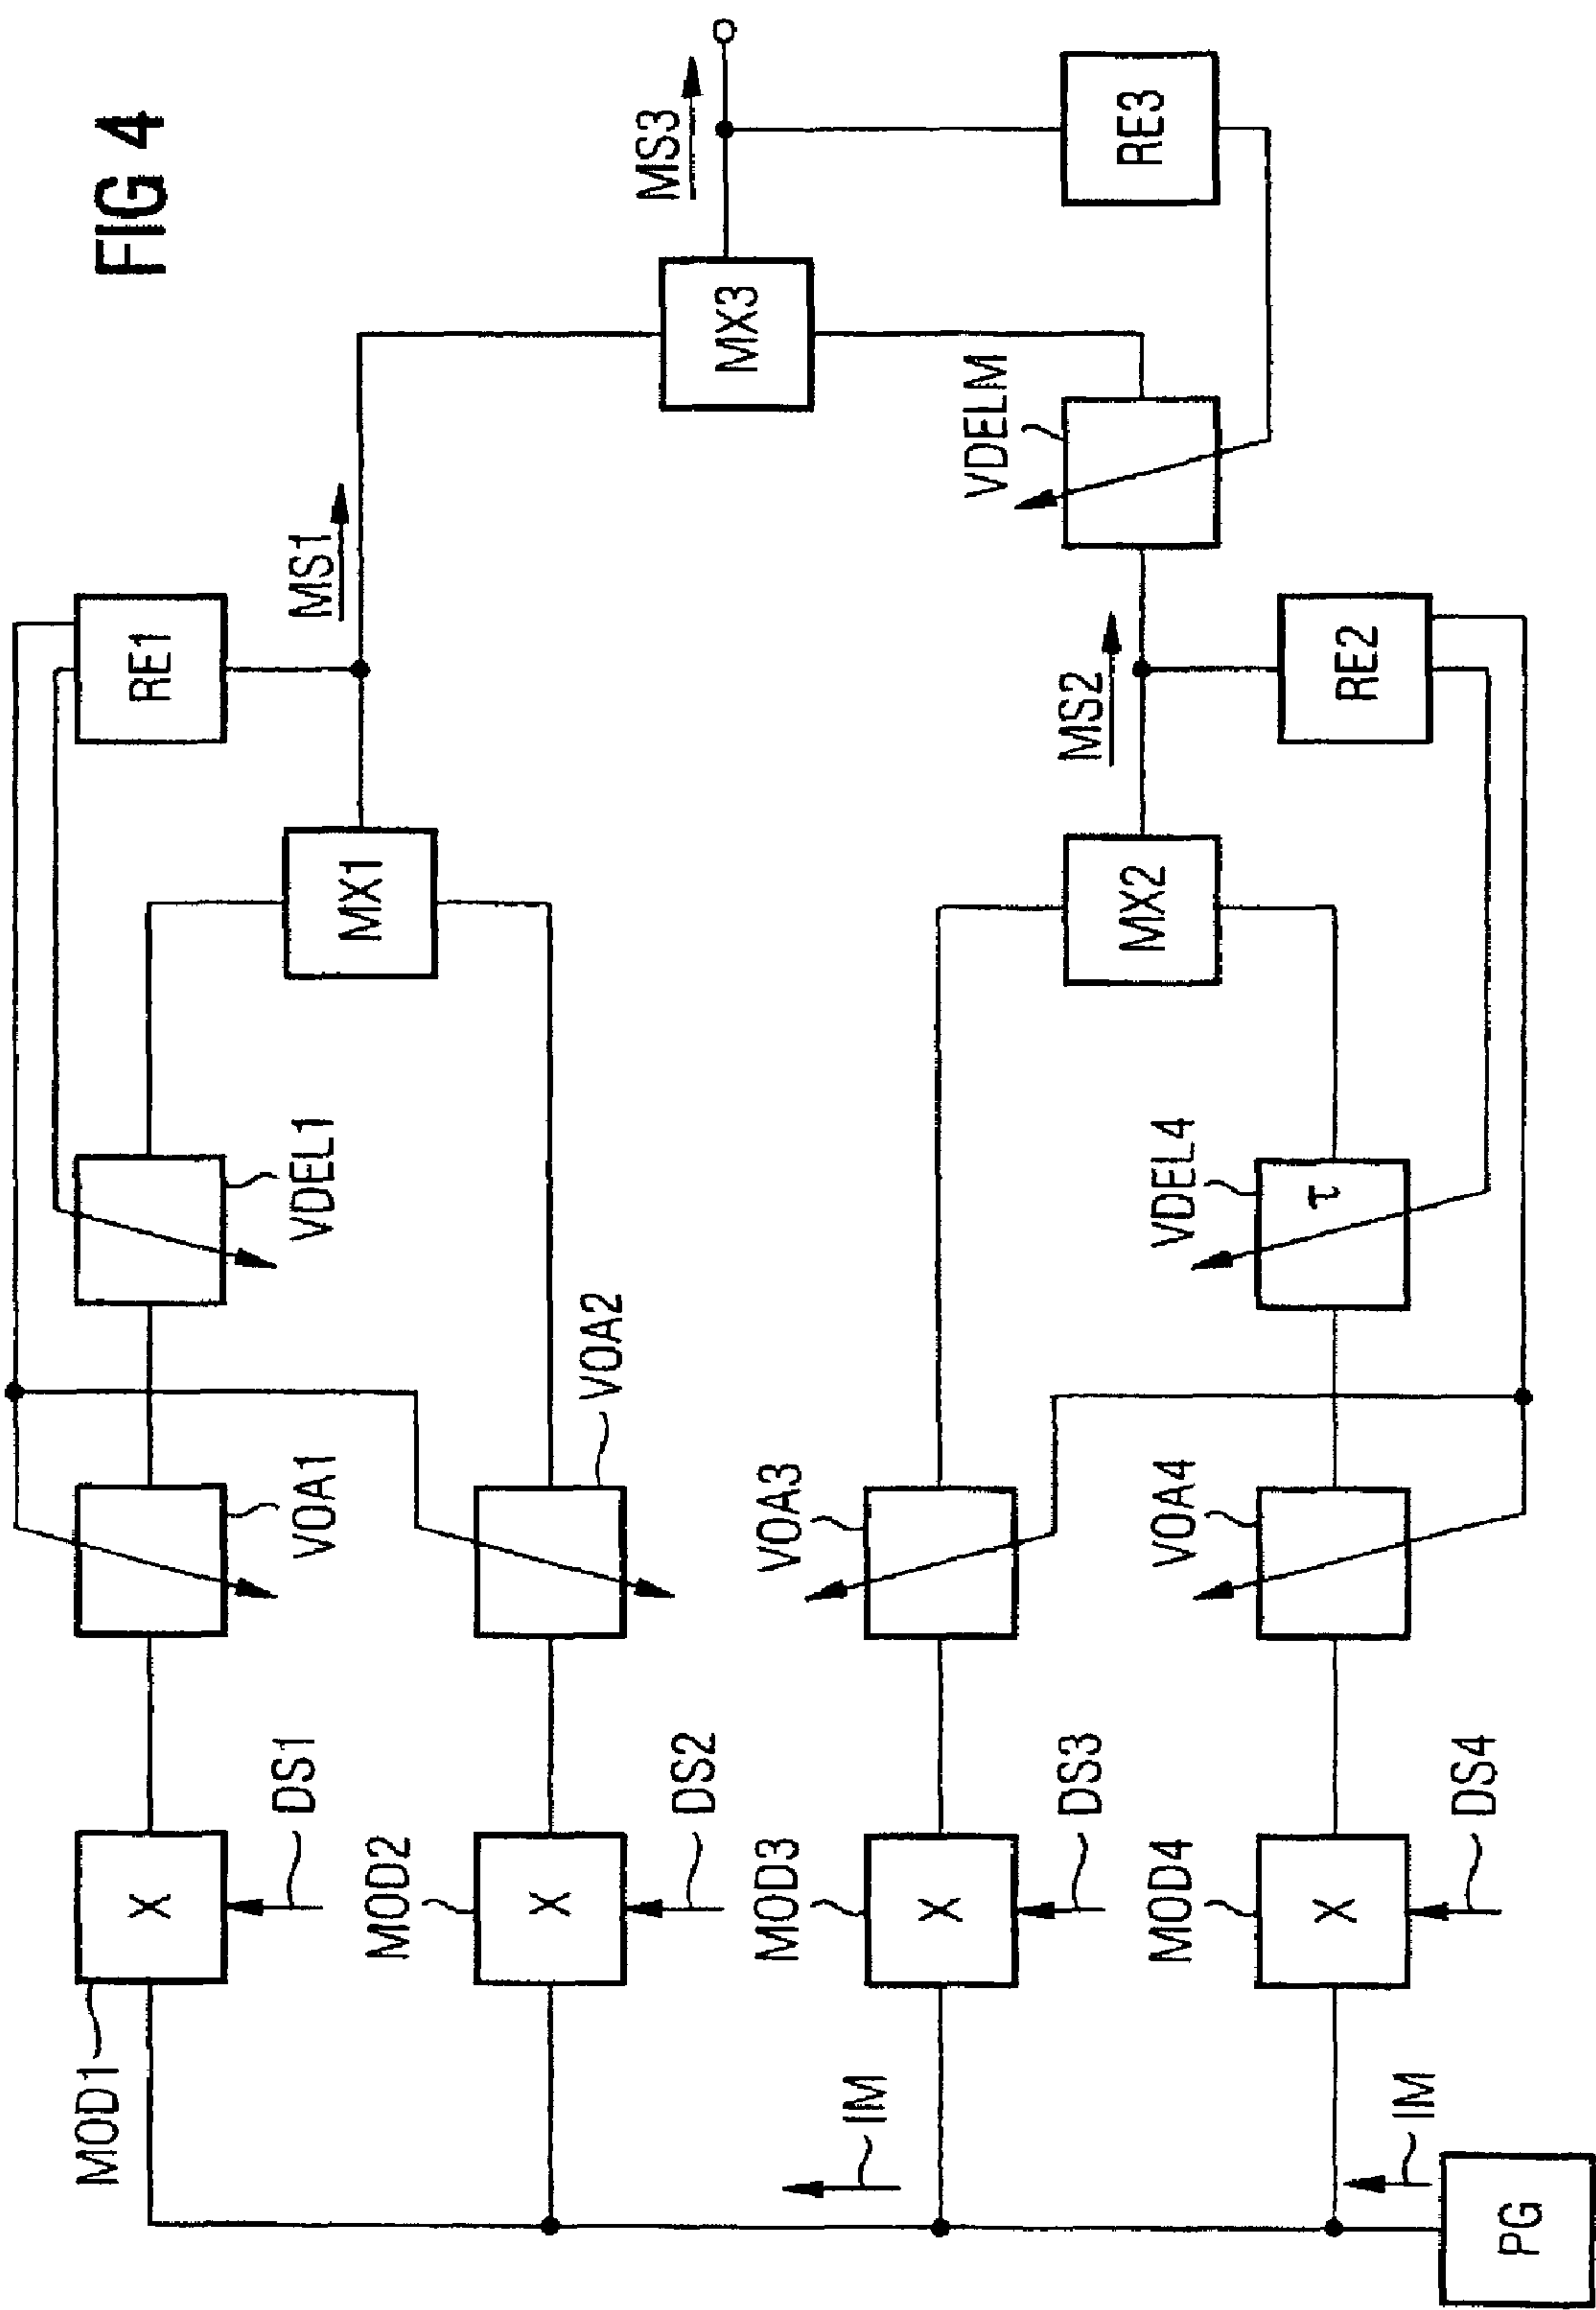 FIG 4
MOD1
X
DS1
VOA1
VDEL1
RE1
MS1
MX1
MOD2
X
DS2
VOA2
MX3
MS3
IM
MOD3
X
DS3
VOA3
MS2
MX2
VDELM
RE3
IM
MOD4
X
DS4
VOA4
VDEL4
τ
RE2
PG